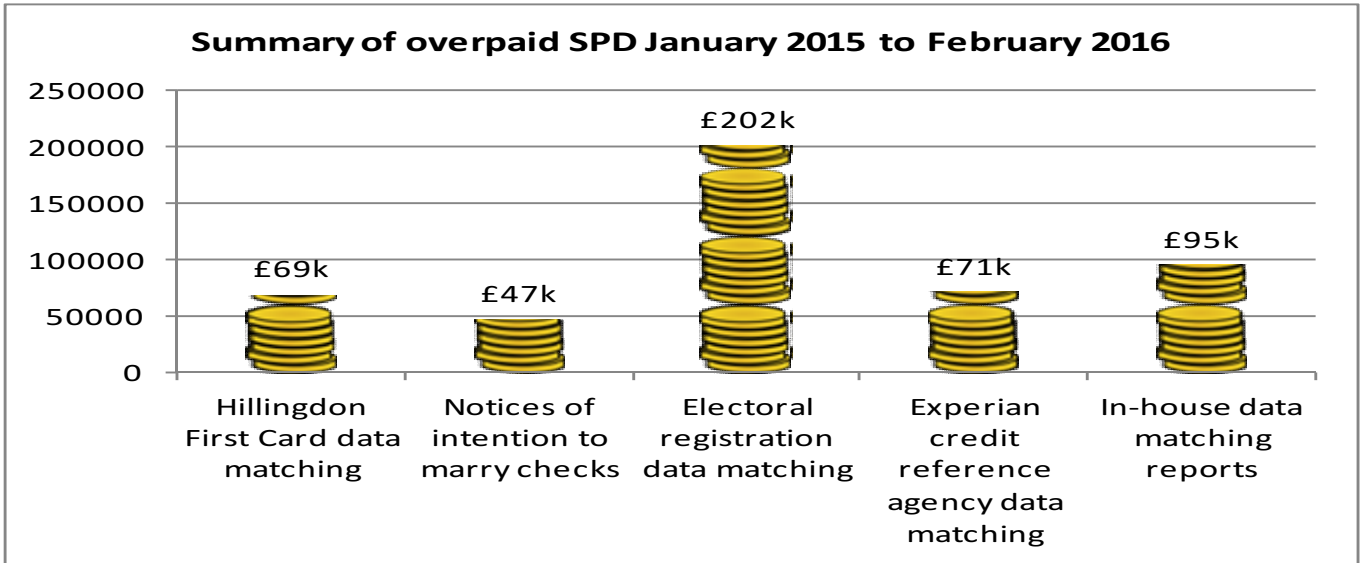 Summary of overpaid SPD January 2015 to February 2016
250000
200000
150000
100000
50000
0
£69k
£47k
£202k
£71k
£95k
Hillingdon
First Card data
matching
Notices of
intention to
marry checks
Electoral
registration
data matching
Experian
credit
reference
agency data
matching
In-house data
matching
reports